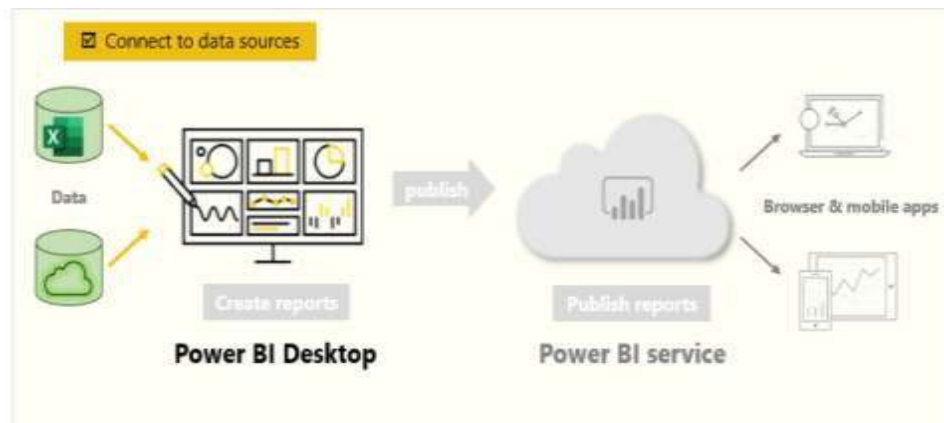 Connect to data sources
X
Data
publish
Browser & mobile apps
Create reports
Publish reports
Power BI Desktop
Power BI service